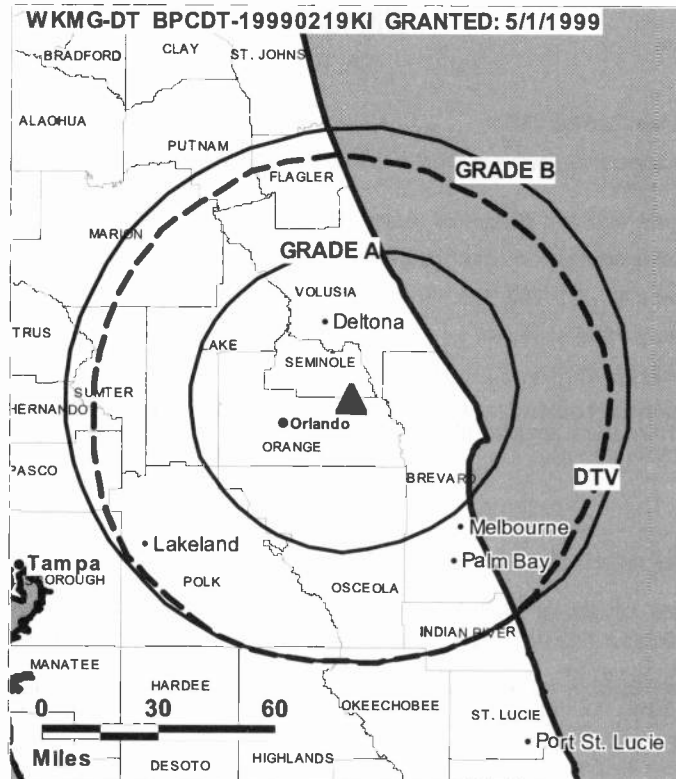 WKMG-DT BPCDT-19990219KI GRANTED: 5/1/1999
BRADFORD
CLAY
ST. JOHNS
ALAOHUA
PUTNAM
GRADE B
FLAGLER
MARION
GRADE A
VOLUSIA
Deltona
TRUS
LAKE
SEMINOLE
SUMTER
HERNANDO
Orlando
ORANGE
PASCO
BREVARD
DTV
Melbourne
Lakeland
Palm Bay
Tampa
SBOROUGH
POLK
OSCEOLA
INDIAN RIVER
MANATEE
HARDEE
OKEECHOBEE
ST. LUCIE
0 30 60
Miles
DESOTO
HIGHLANDS
Port St. Lucie